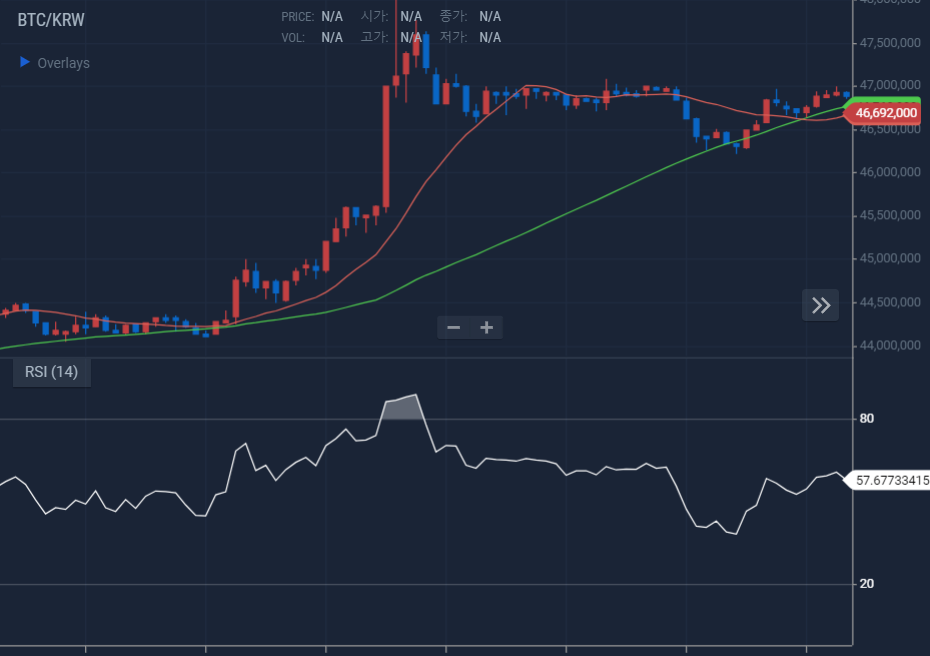 BTC/KRW
PRICE: N/A 시가: N/A 종가: N/A
VOL: N/A 고가: N/A 저가: N/A
Overlays
47,500,000
47,000,000
46,692,000
46,500,000
46,000,000
45,500,000
45,000,000
44,500,000
44,000,000
RSI (14)
80
57.67733415
20